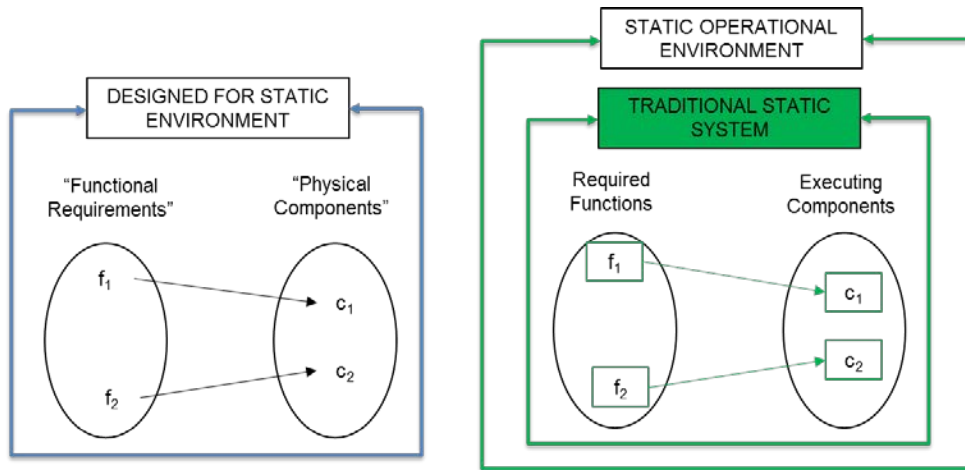 DESIGNED FOR STATIC
ENVIRONMENT
“Functional
Requirements”
“Physical
Components”
f₁
c₁
c₂
f₂
STATIC OPERATIONAL
ENVIRONMENT
TRADITIONAL STATIC
SYSTEM
Required
Functions
Executing
Components
f₁
c₁
c₂
f₂